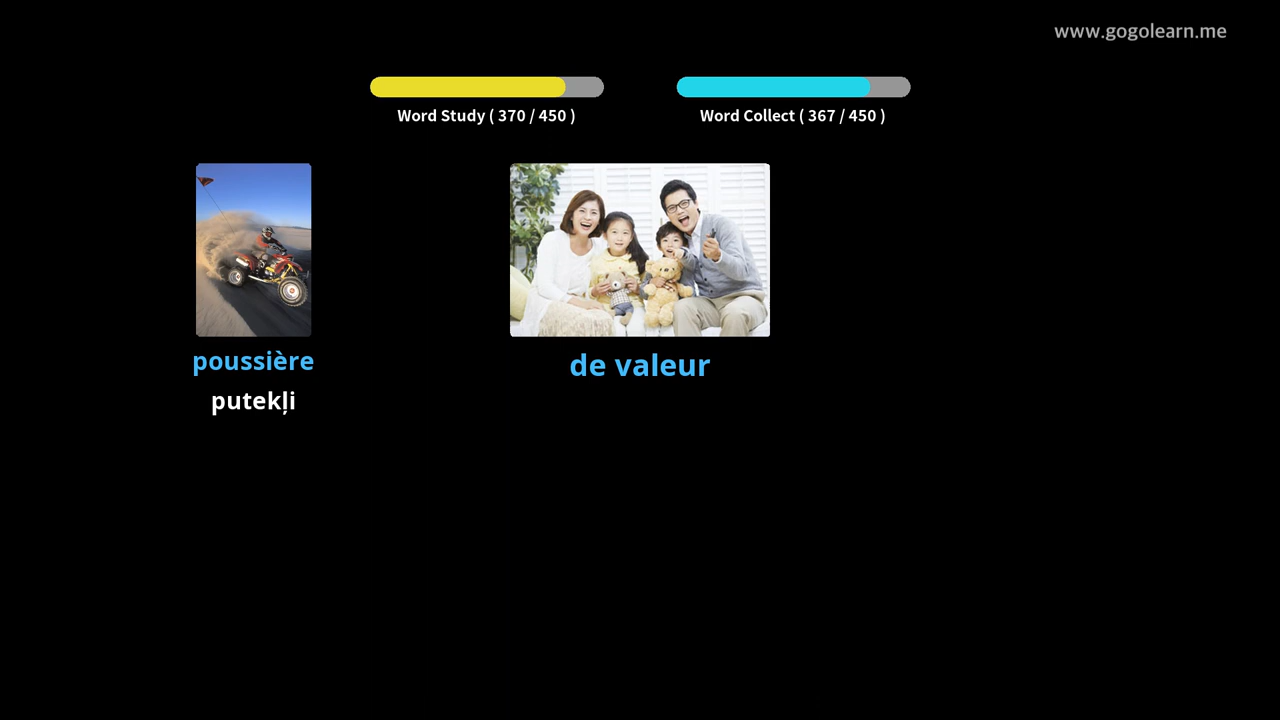 www.gogolearn.me
Word Study ( 370 / 450 )
Word Collect ( 367 / 450 )
poussière
putekļi
de valeur